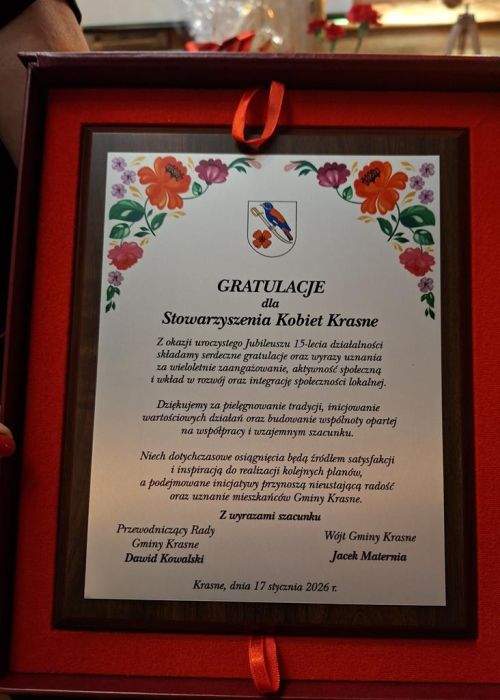 GRATULACJE
dla
Stowarzyszenia Kobiet Krasne
Z okazji uroczystego Jubileuszu 15-lecia działalności
składamy serdeczne gratulacje oraz wyrazy uznania
za wieloletnie zaangażowanie, aktywność społeczną
i wkład w rozwój oraz integrację społeczności lokalnej.
Dziękujemy za pielęgnowanie tradycji, inicjowanie
wartościowych działań oraz budowanie wspólnoty opartej
na współpracy i wzajemnym szacunku.
Niech dotychczasowe osiągnięcia będą źródłem satysfakcji
i inspiracją do realizacji kolejnych planów,
a podejmowane inicjatywy przynoszą nieustającą radość
oraz uznanie mieszkańców Gminy Krasne.
Z wyrazami szacunku
Przewodniczący Rady
Gminy Krasne
Dawid Kowalski
Wójt Gminy Krasne
Jacek Maternia
Krasne, dnia 17 stycznia 2026 r.